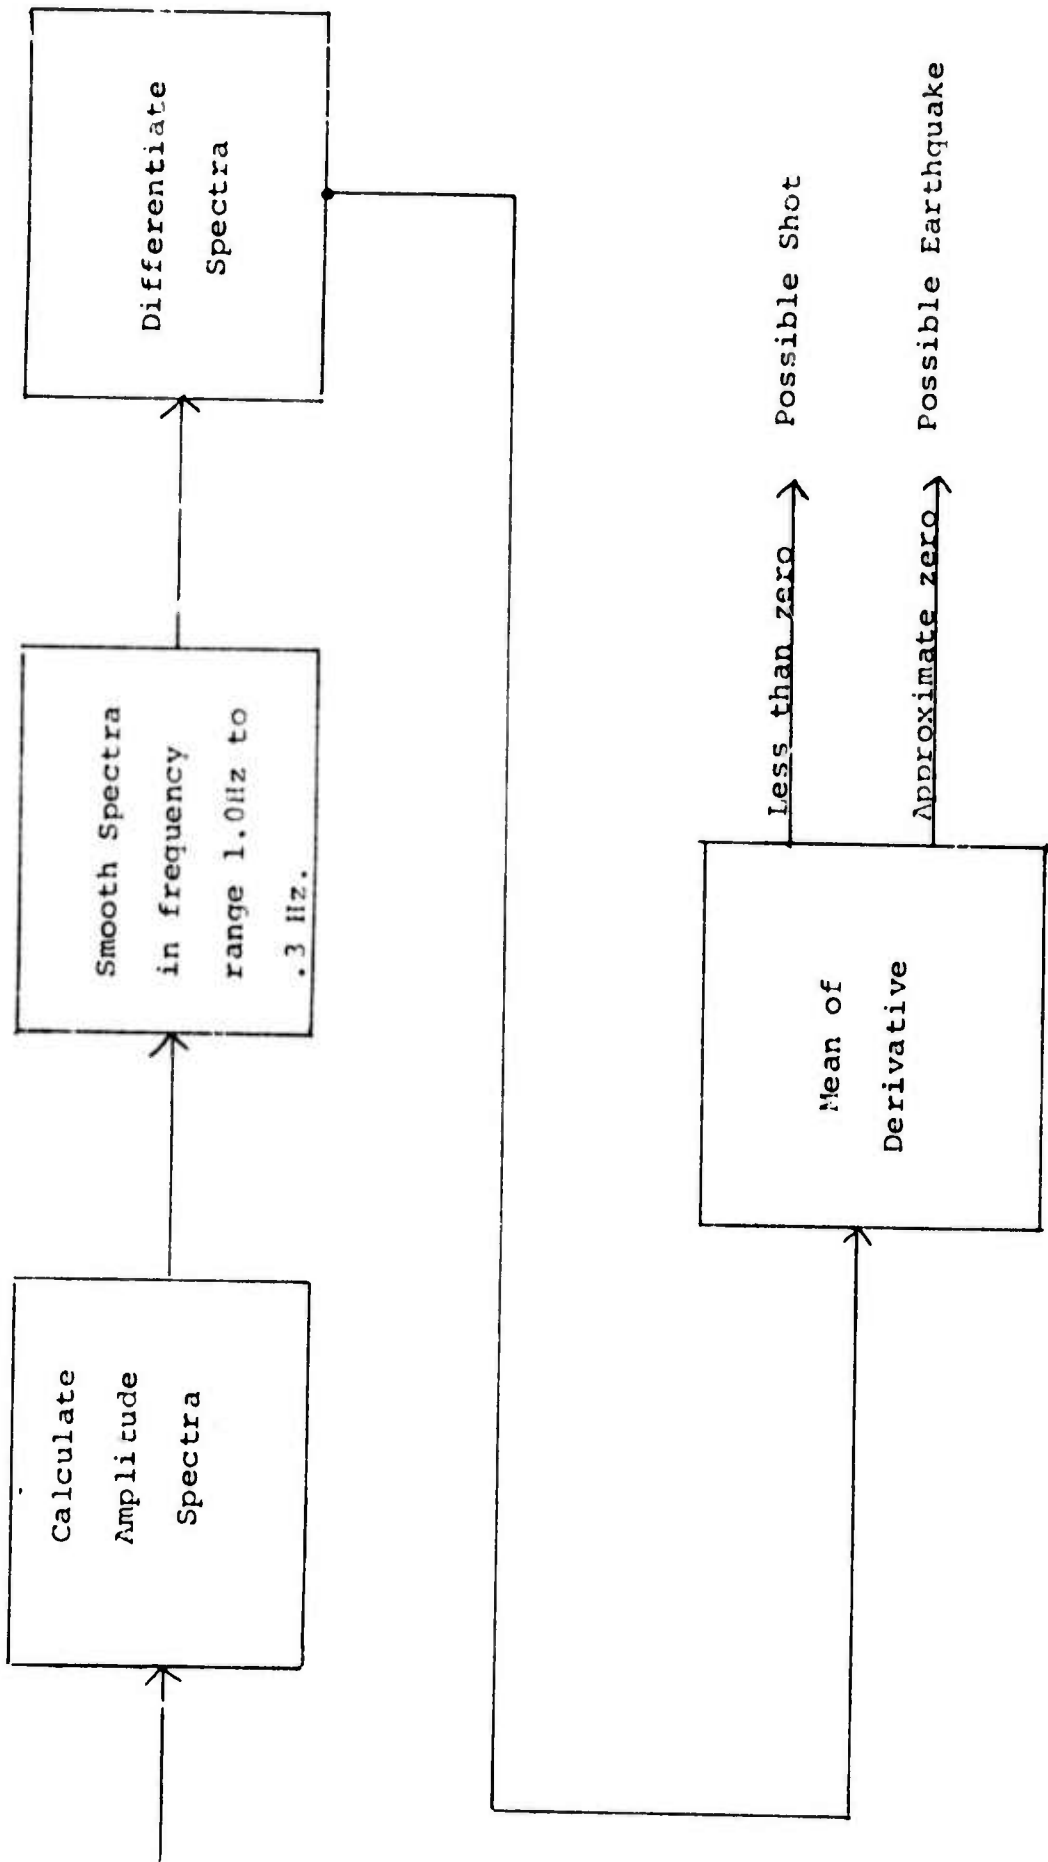 Calculate
Amplitude
Spectra
Smooth Spectra
in frequency
range 1.0Hz to
.3 Hz.
Differentiate
Spectra
Mean of
Derivative
Less than zero
Possible Shot
Approximate zero
Possible Earthquake